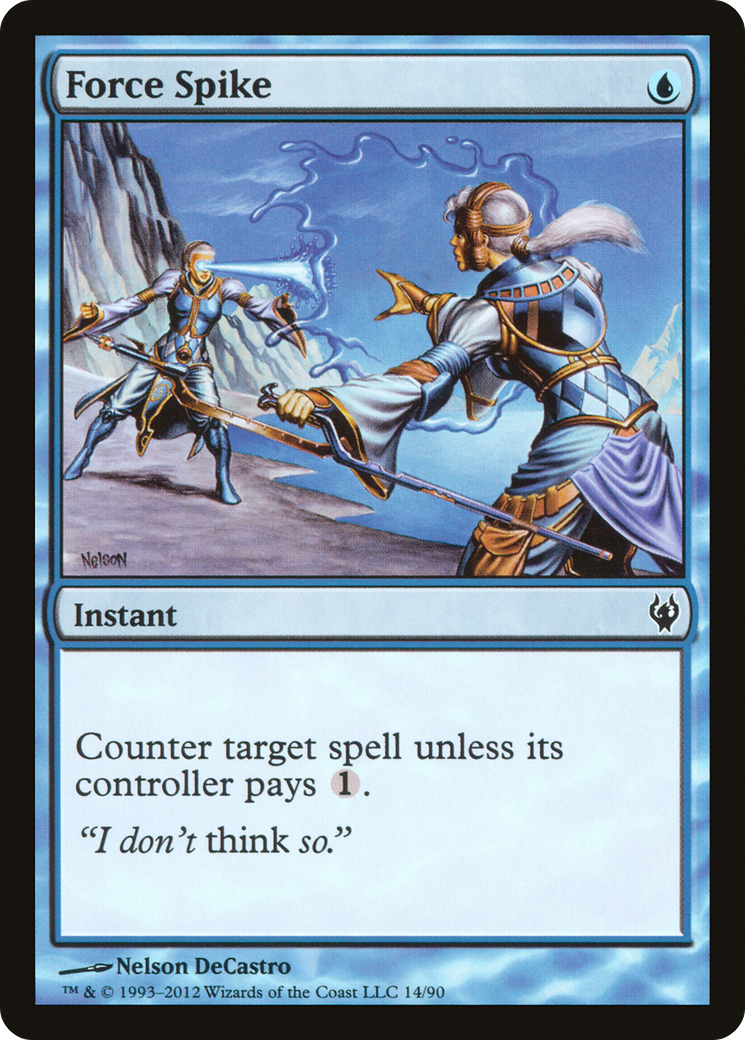 Force Spike
NelsoN
Instant
Counter target spell unless its
controller pays 1.
“I don’t think so.”
Nelson DeCastro
™ & © 1993–2012 Wizards of the Coast LLC 14/90